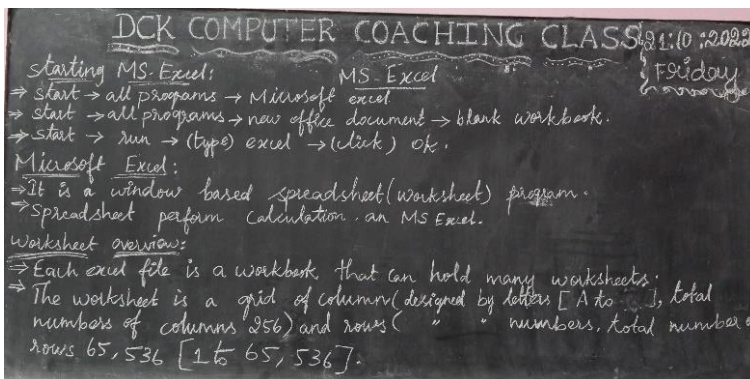 DCK COMPUTER COACHING CLASS
21:10:2022
Friday
MS-Excel
Starting MS-Excel:
⇒ Start → all programs → Microsoft excel
⇒ Start → all programs → new office document → blank workbook.
⇒ Start → run → (type) excel → (click) ok.
Microsoft Excel:
⇒ It is a window based spreadsheet (worksheet) program.
⇒ Spreadsheet perform calculation. an MS Excel.
Worksheet overview:
⇒ Each excel file is a workbook, that can hold many worksheets.
⇒ The worksheet is a grid of column (designed by letters [A to ], total
numbers of columns 256) and rows ( " " numbers, total number
rows 65,536 [1 to 65,536].